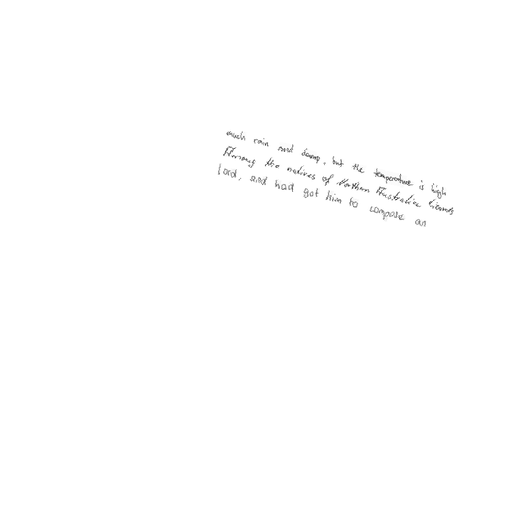 much rain and damp, but the temperature is high
Among the natives of Northern Australia lizards
lord, and had got him to compose an